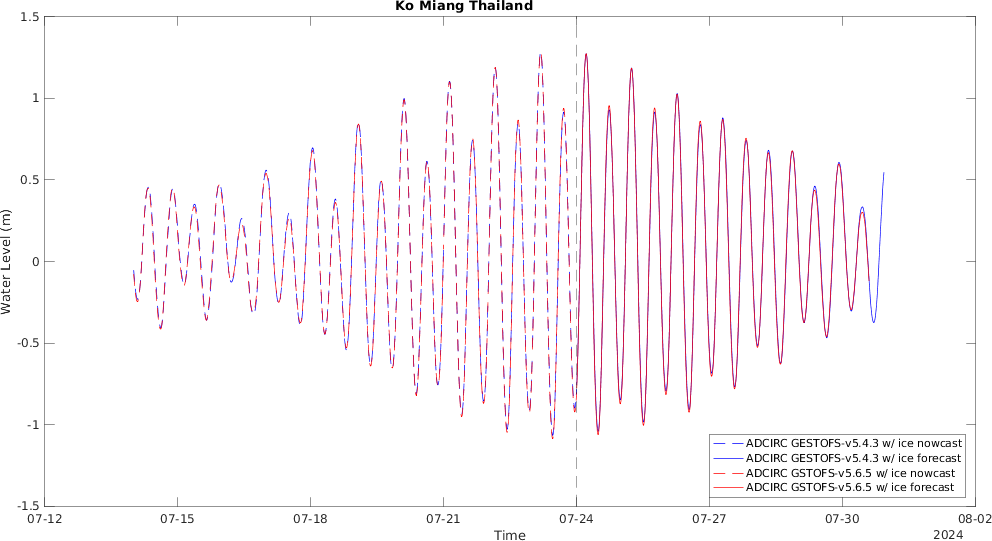 Ko Miang Thailand
1.5
1
0.5
0
-0.5
-1
-1.5
Water Level (m)
07-12 07-15 07-18 07-21 07-24 07-27 07-30 08-02
Time
2024
ADCIRC GESTOFS-v5.4.3 w/ ice nowcast
ADCIRC GESTOFS-v5.4.3 w/ ice forecast
ADCIRC GSTOFS-v5.6.5 w/ ice nowcast
ADCIRC GSTOFS-v5.6.5 w/ ice forecast